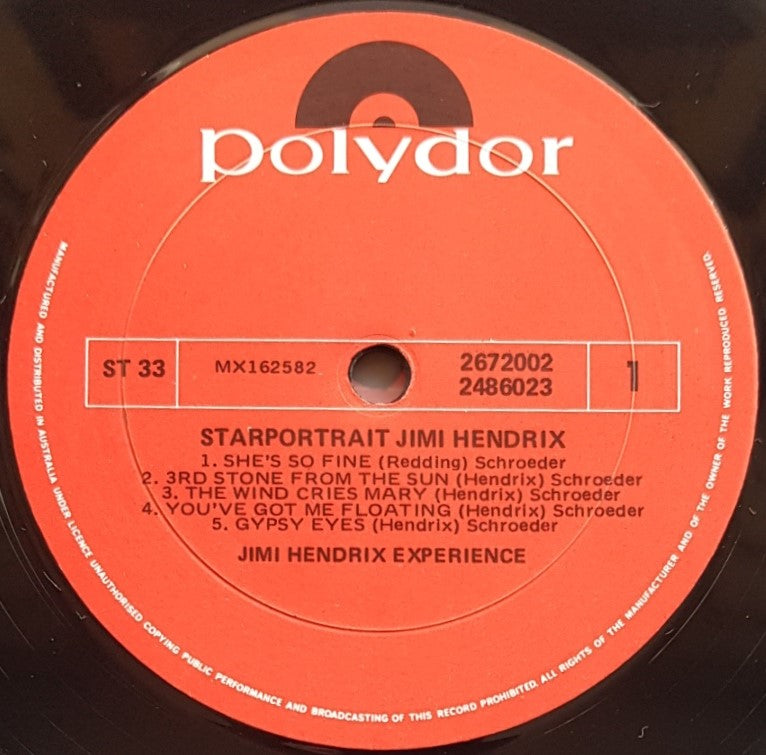 polydor
ST 33
MX162582
2672002
2486023
1
STARPORTRAIT JIMI HENDRIX
1. SHE'S SO FINE (Redding) Schroeder
2. 3RD STONE FROM THE SUN (Hendrix) Schroeder
3. THE WIND CRIES MARY (Hendrix) Schroeder
4. YOU'VE GOT ME FLOATING (Hendrix) Schroeder
5. GYPSY EYES (Hendrix) Schroeder
JIMI HENDRIX EXPERIENCE
MANUFACTURED AND DISTRIBUTED IN AUSTRALIA UNDER LICENCE UNAUTHORISED COPYING PUBLIC PERFORMANCE AND BROADCASTING OF THIS RECORD PROHIBITED. ALL RIGHTS OF THE MANUFACTURER AND OF THE OWNER OF THE WORK REPRODUCED RESERVED.